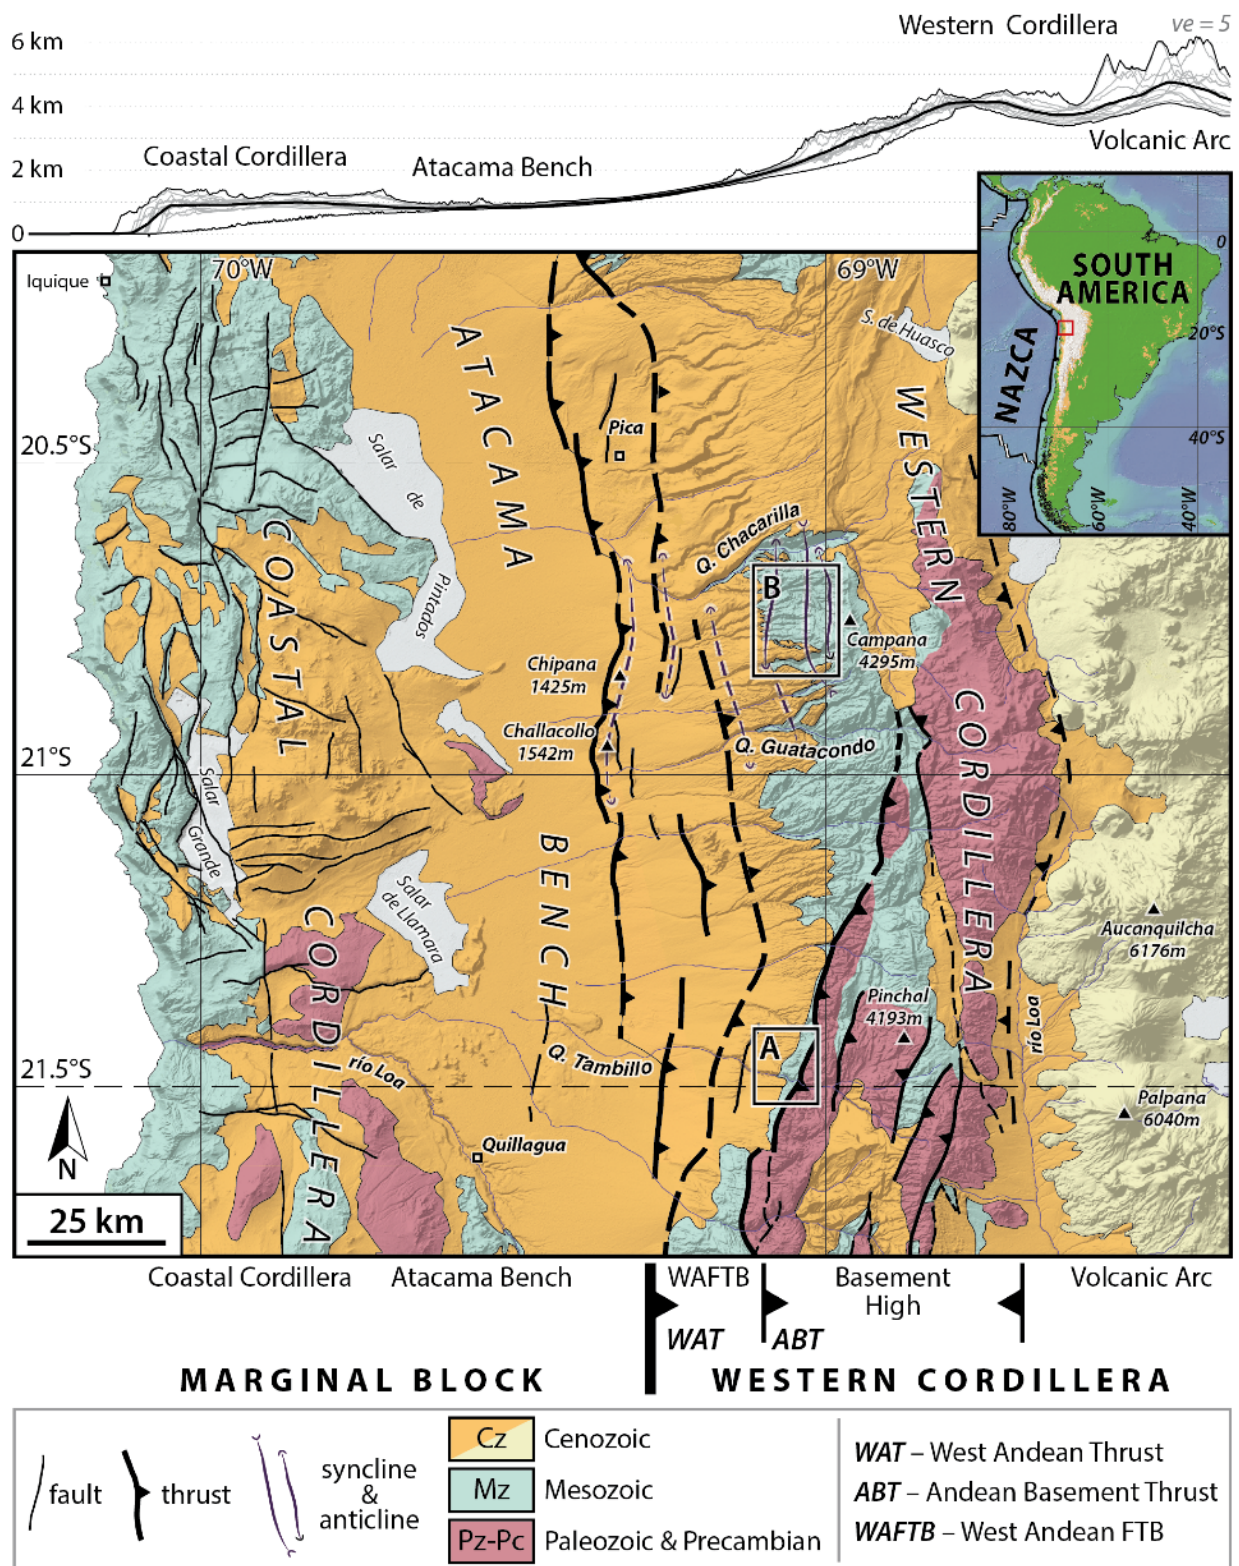 Western Cordillera
ve = 5
6 km
4 km
Volcanic Arc
Coastal Cordillera
Atacama Bench
2 km
0
Iquique
70°W
69°W
S. de Huasco
SOUTH
AMERICA
NAZCA
0
20°S
40°S
80°W
60°W
40°W
ATACAMA
WESTERN
Pica
20.5°S
Salar
de
Pintados
COASTAL
Q. Chacarilla
B
Campana
4295m
Chipana
1425m
Challacollo
1542m
Q. Guatacondo
CORDILLERA
21°S
Salar
Grande
BENCH
Salar
de Llamara
CORDILLERA
Aucanquilcha
6176m
Pinchal
4193m
río Loa
A
Q. Tambillo
21.5°S
río Loa
Palpana
6040m
Quillagua
N
25 km
Coastal Cordillera
Atacama Bench
WAFTB
Basement
High
Volcanic Arc
WAT
ABT
MARGINAL BLOCK
WESTERN CORDILLERA
fault
thrust
syncline
&
anticline
Cz
Cenozoic
Mz
Mesozoic
Pz-Pc
Paleozoic & Precambian
WAT – West Andean Thrust
ABT – Andean Basement Thrust
WAFTB – West Andean FTB